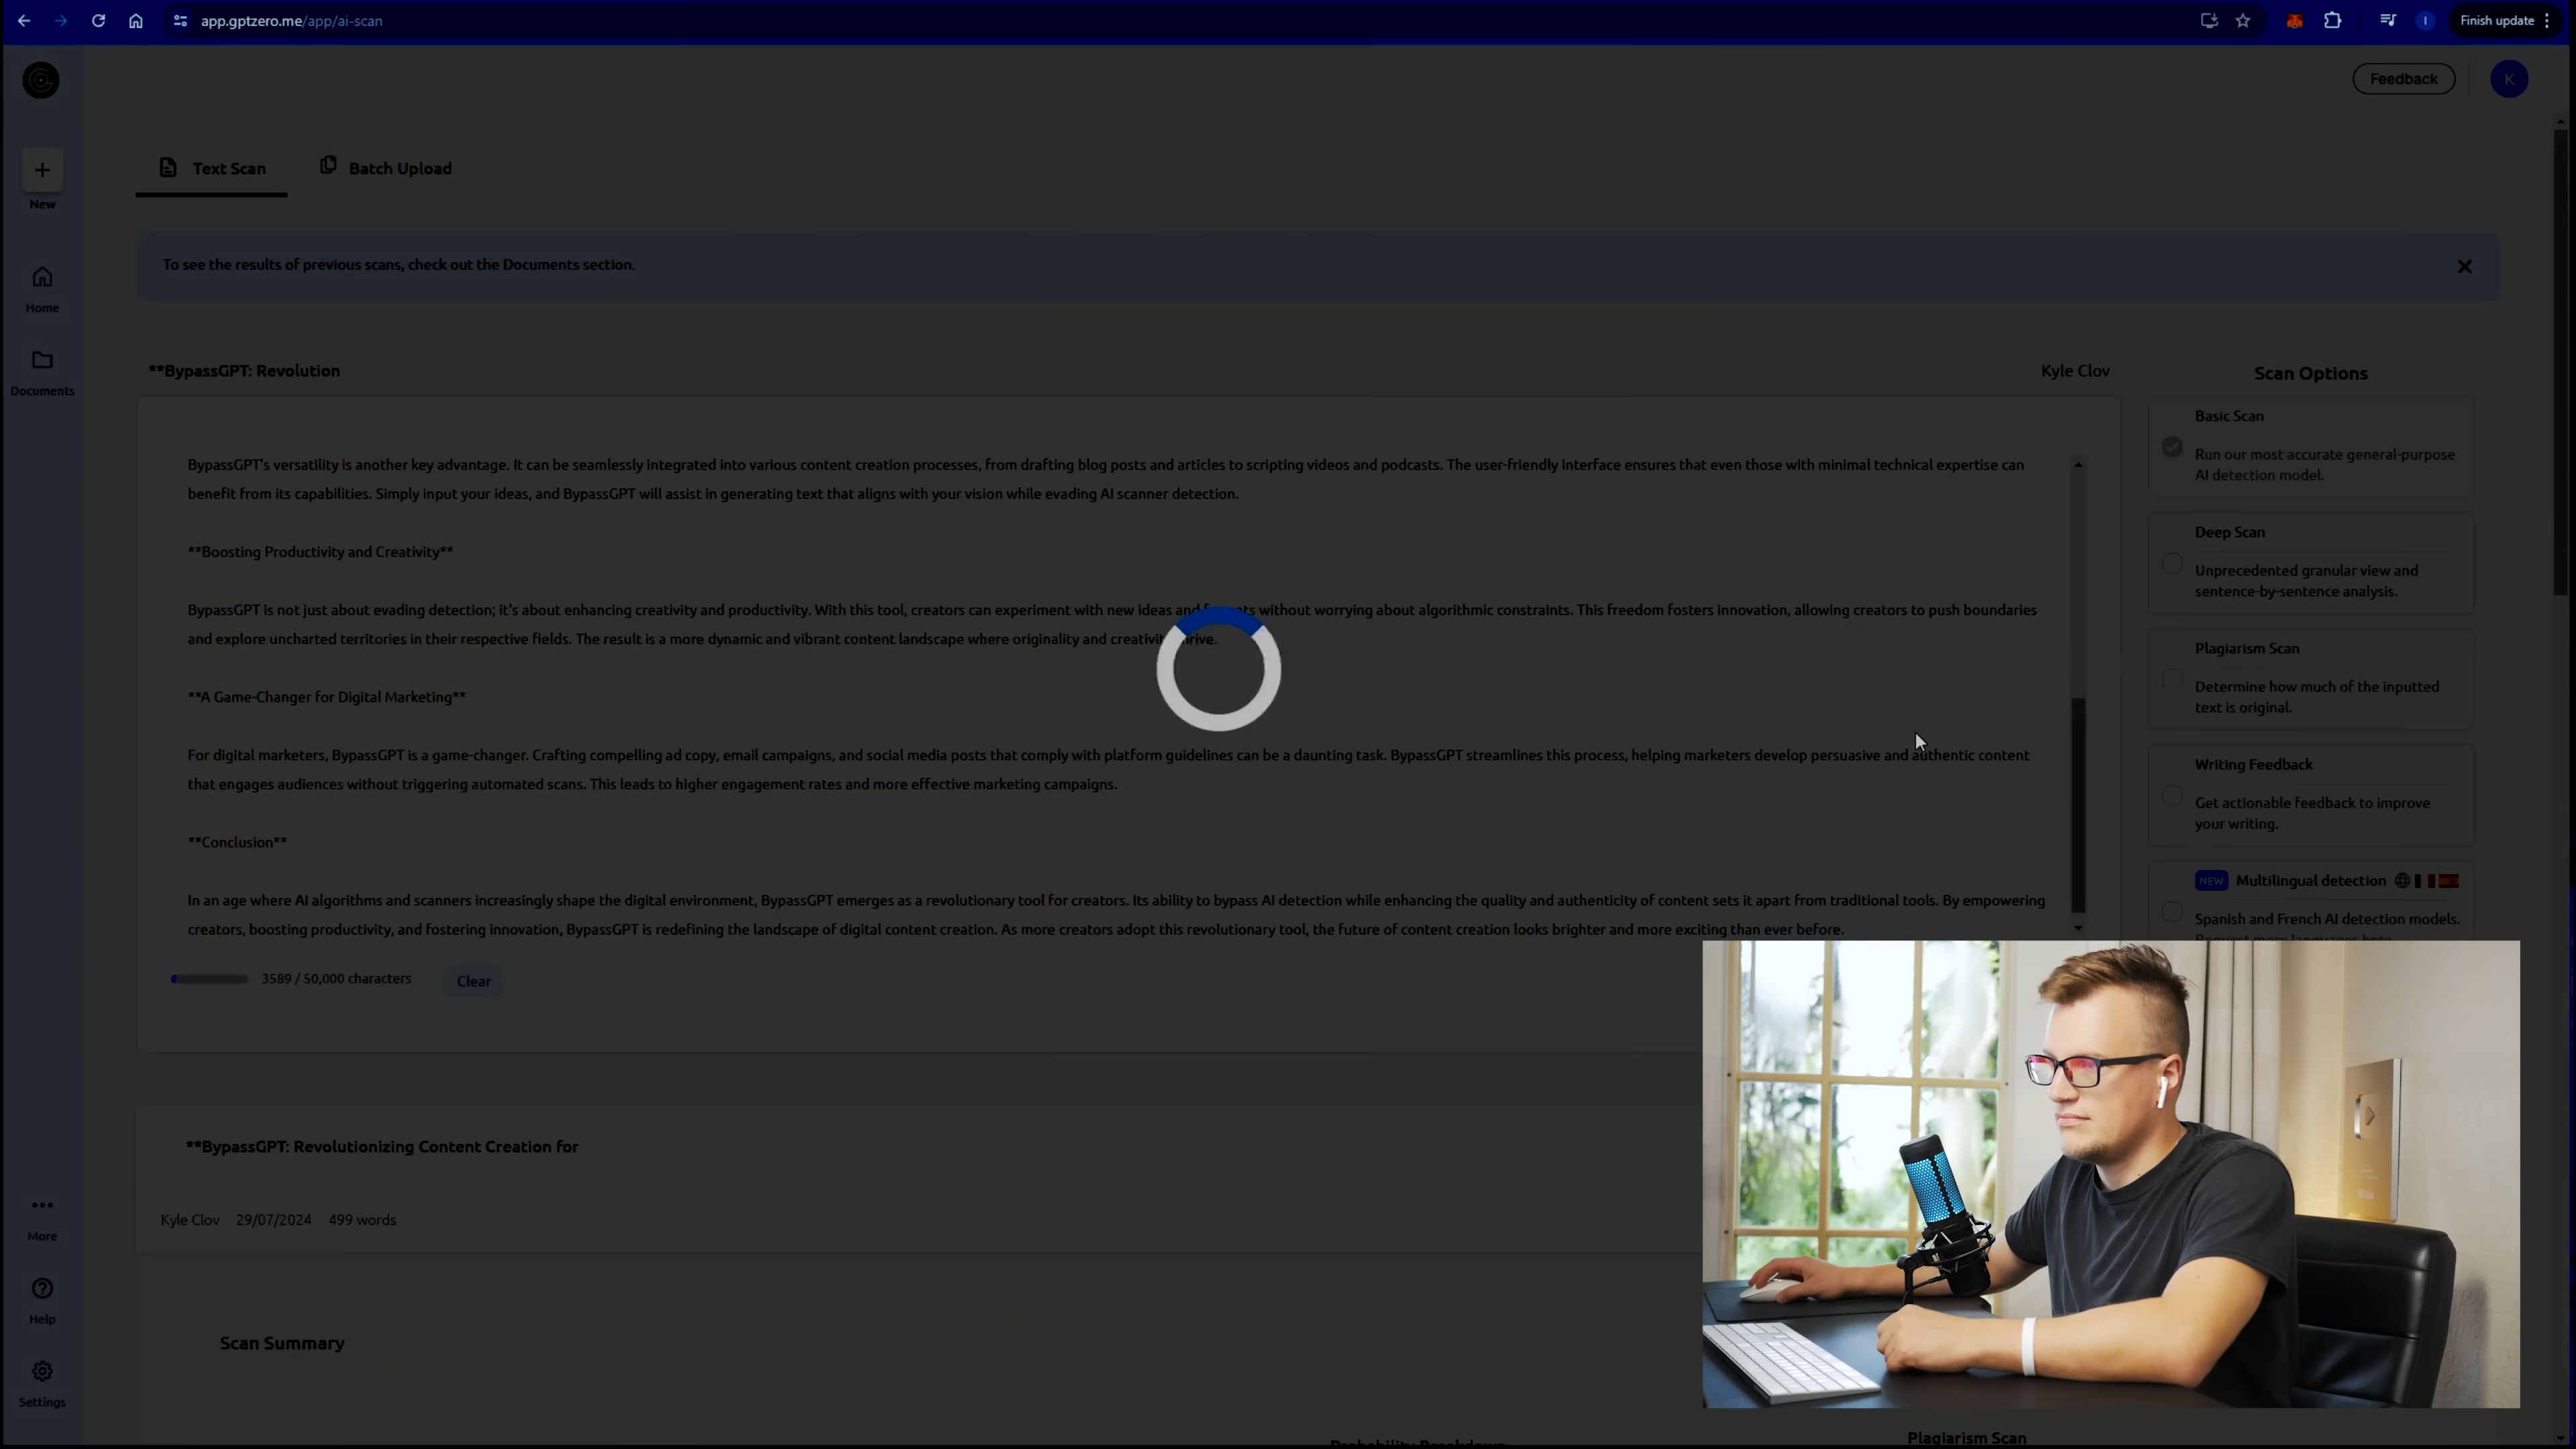 app.gptzero.me/app/ai-scan
Finish update
Feedback
K
New
Home
Documents
More
Help
Settings
Text Scan
Batch Upload
To see the results of previous scans, check out the Documents section.
**BypassGPT: Revolution
Kyle Clov
BypassGPT's versatility is another key advantage. It can be seamlessly integrated into various content creation processes, from drafting blog posts and articles to scripting videos and podcasts. The user-friendly interface ensures that even those with minimal technical expertise can
benefit from its capabilities. Simply input your ideas, and BypassGPT will assist in generating text that aligns with your vision while evading AI scanner detection.
**Boosting Productivity and Creativity**
BypassGPT is not just about evading detection; it's about enhancing creativity and productivity. With this tool, creators can experiment with new ideas and without worrying about algorithmic constraints. This freedom fosters innovation, allowing creators to push boundaries
and explore uncharted territories in their respective fields. The result is a more dynamic and vibrant content landscape where originality and
**A Game-Changer for Digital Marketing**
For digital marketers, BypassGPT is a game-changer. Crafting compelling ad copy, email campaigns, and social media posts that comply with platform guidelines can be a daunting task. BypassGPT streamlines this process, helping marketers develop persuasive and authentic content
that engages audiences without triggering automated scans. This leads to higher engagement rates and more effective marketing campaigns.
**Conclusion**
In an age where AI algorithms and scanners increasingly shape the digital environment, BypassGPT emerges as a revolutionary tool for creators. Its ability to bypass AI detection while enhancing the quality and authenticity of content sets it apart from traditional tools. By empowering
creators, boosting productivity, and fostering innovation, BypassGPT is redefining the landscape of digital content creation. As more creators adopt this revolutionary tool, the future of content creation looks brighter and more exciting than ever before.
3589 / 50,000 characters
Clear
Scan Options
Basic Scan
Run our most accurate general-purpose
AI detection model.
Deep Scan
Unprecedented granular view and
sentence-by-sentence analysis.
Plagiarism Scan
Determine how much of the inputted
text is original.
Writing Feedback
Get actionable feedback to improve
your writing.
NEW Multilingual detection
Spanish and French AI detection models.
**BypassGPT: Revolutionizing Content Creation for
Kyle Clov 29/07/2024 499 words
Scan Summary
Plagiarism Scan